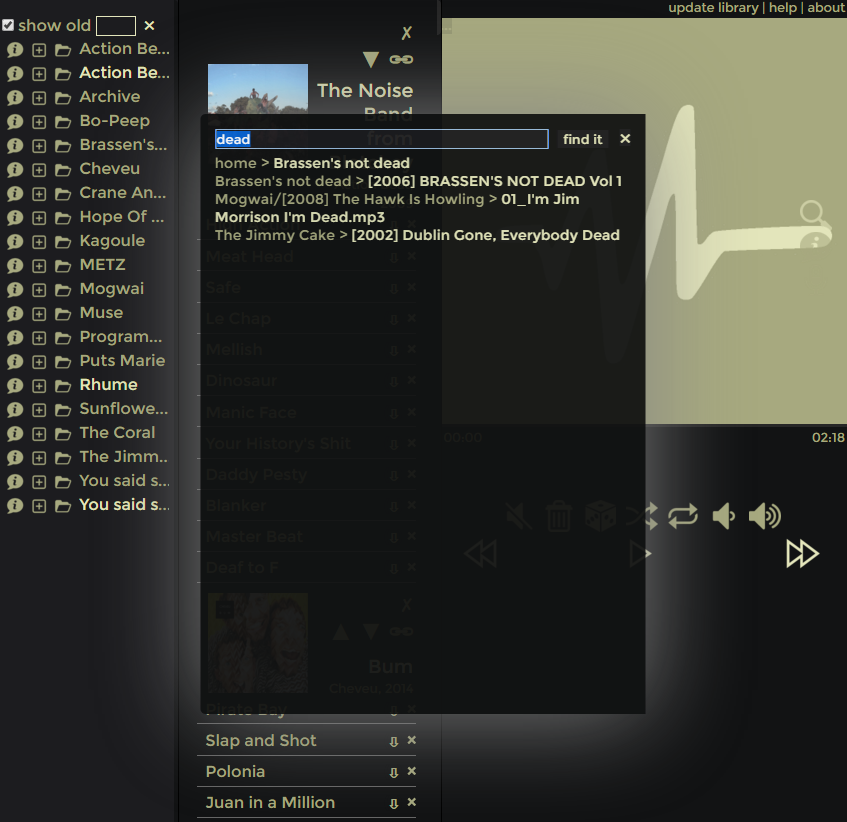 update library | help | about
show old
Action Be...
Action Be...
Archive
Bo-Peep
Brassen's...
Cheveu
Crane An...
Hope Of ...
Kagoule
METZ
Mogwai
Muse
Program...
Puts Marie
Rhume
Sunflowe...
The Coral
The Jimm..
You said s...
You said s...
The Noise
Band
from
dead
find it
home > Brassen's not dead
Brassen's not dead > [2006] BRASSEN'S NOT DEAD Vol 1
Mogwai/[2008] The Hawk Is Howling > 01_I'm Jim
Morrison I'm Dead.mp3
The Jimmy Cake > [2002] Dublin Gone, Everybody Dead
Meat Head
Safe
Le Chap
Mellish
Dinosaur
Manic Face
Your History's Shit
Daddy Pesty
Blanker
Master Beat
Deaf to F
Bum
Cheveu, 2014
Pirate Bay
Slap and Shot
Polonia
Juan in a Million
00:00
02:18